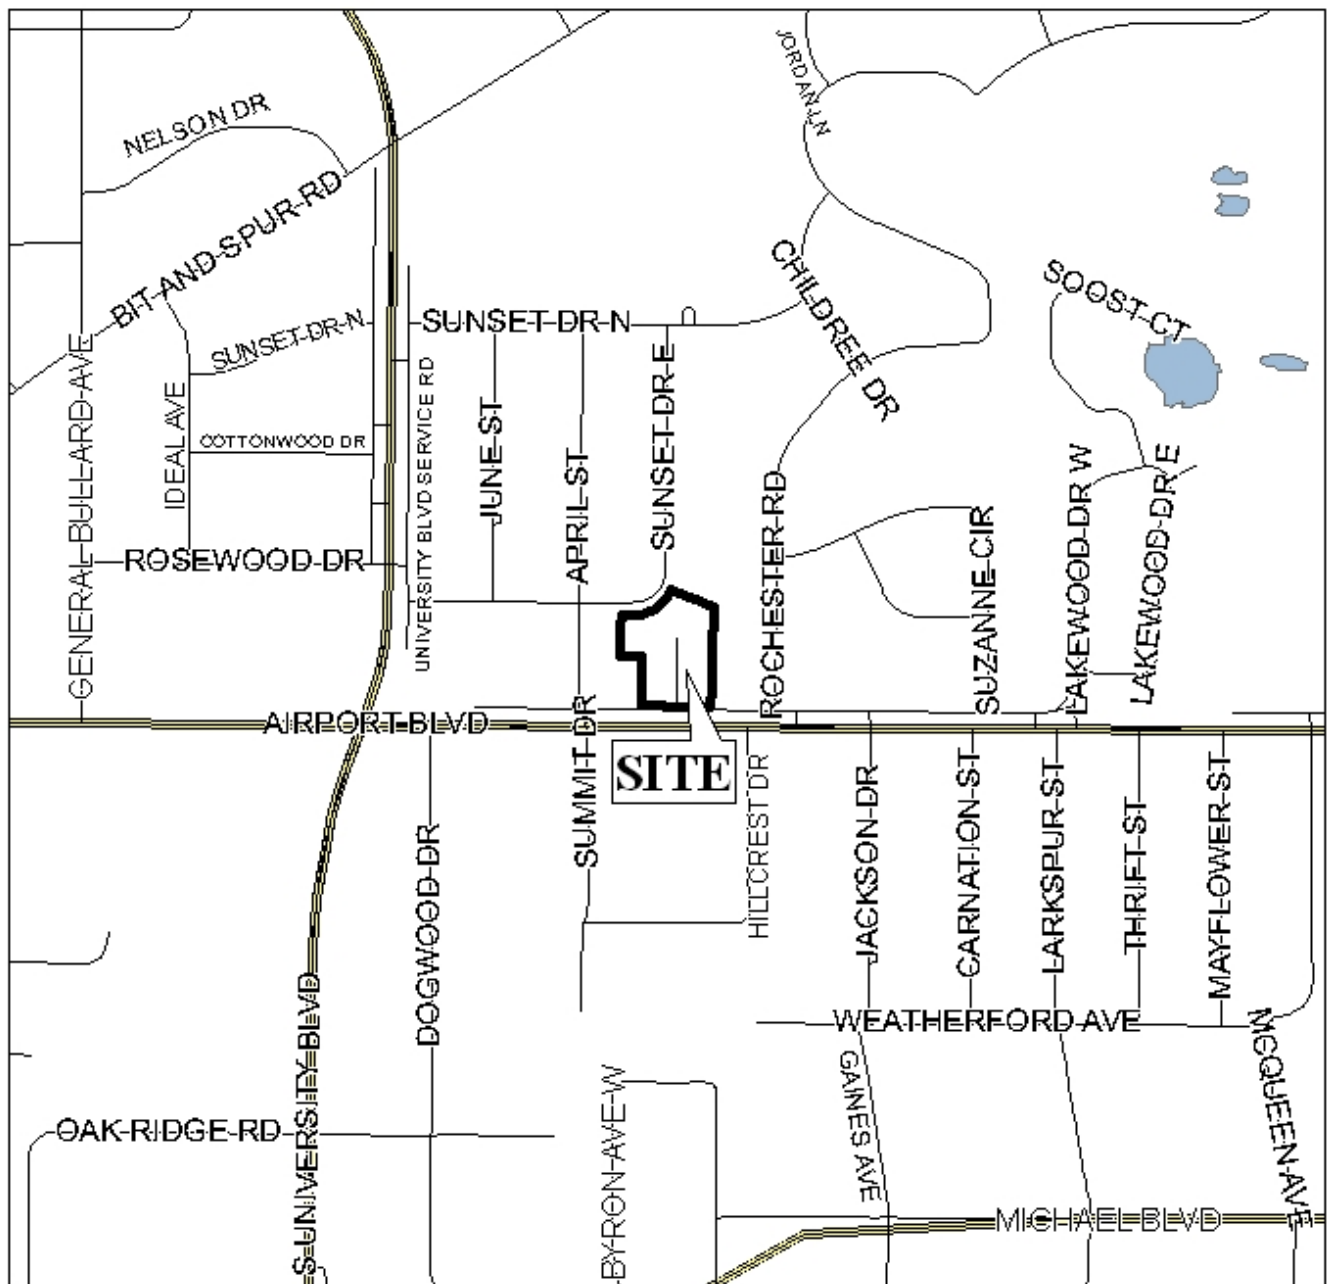 JORDAN LN
NELSON DR
BIT AND SPUR RD
CHILDREE DR
SOOST CT
SUNSET DR N
SUNSET DR N
GENERAL BULLARD AVE
IDEAL AVE
COTTONWOOD DR
UNIVERSITY BLVD SERVICE RD
JUNE ST
APRIL ST
SUNSET DR E
ROCHESTER RD
SUZANNE CIR
LAKEWOOD DR W
LAKEWOOD DR E
ROSEWOOD DR
AIRPORT BLVD
SUMMIT DR
SITE
HILLCREST DR
JACKSON DR
CARNATION ST
LARKSPUR ST
THRIFT ST
MAYFLOWER ST
DOGWOOD DR
S UNIVERSITY BLVD
WEATHERFORD AVE
GAINES AVE
MCQUEEN AVE
OAK RIDGE RD
BYRON AVE W
MICHAEL BLVD